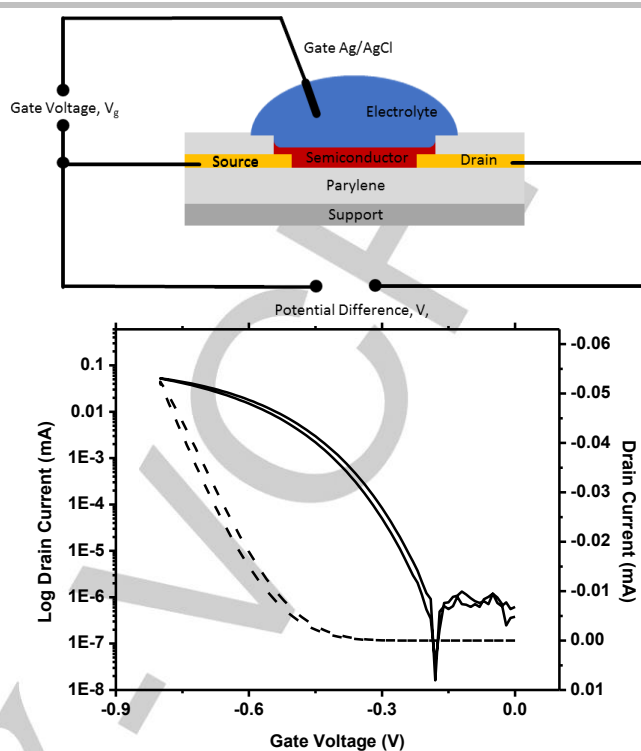 Gate Ag/AgCl
Gate Voltage, Vg
Electrolyte
Source
Semiconductor
Drain
Parylene
Support
Potential Difference, V,
0.1
0.01
1E-3
1E-4
1E-5
1E-6
1E-7
1E-8
Log Drain Current (mA)
-0.06
-0.05
-0.04
-0.03
-0.02
-0.01
0.00
0.01
Drain Current (mA)
-0.9
-0.6
-0.3
0.0
Gate Voltage (V)